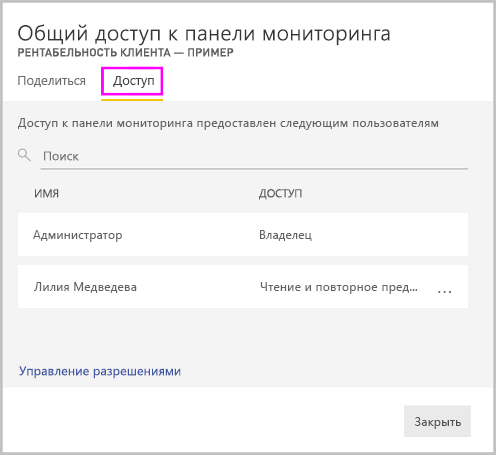 Общий доступ к панели мониторинга
РЕНТАБЕЛЬНОСТЬ КЛИЕНТА — ПРИМЕР
Поделиться Доступ
Доступ к панели мониторинга предоставлен следующим пользователям
Поиск
ИМЯ ДОСТУП
Администратор Владелец
Лилия Медведева Чтение и повторное пред... ...
Управление разрешениями
Закрыть